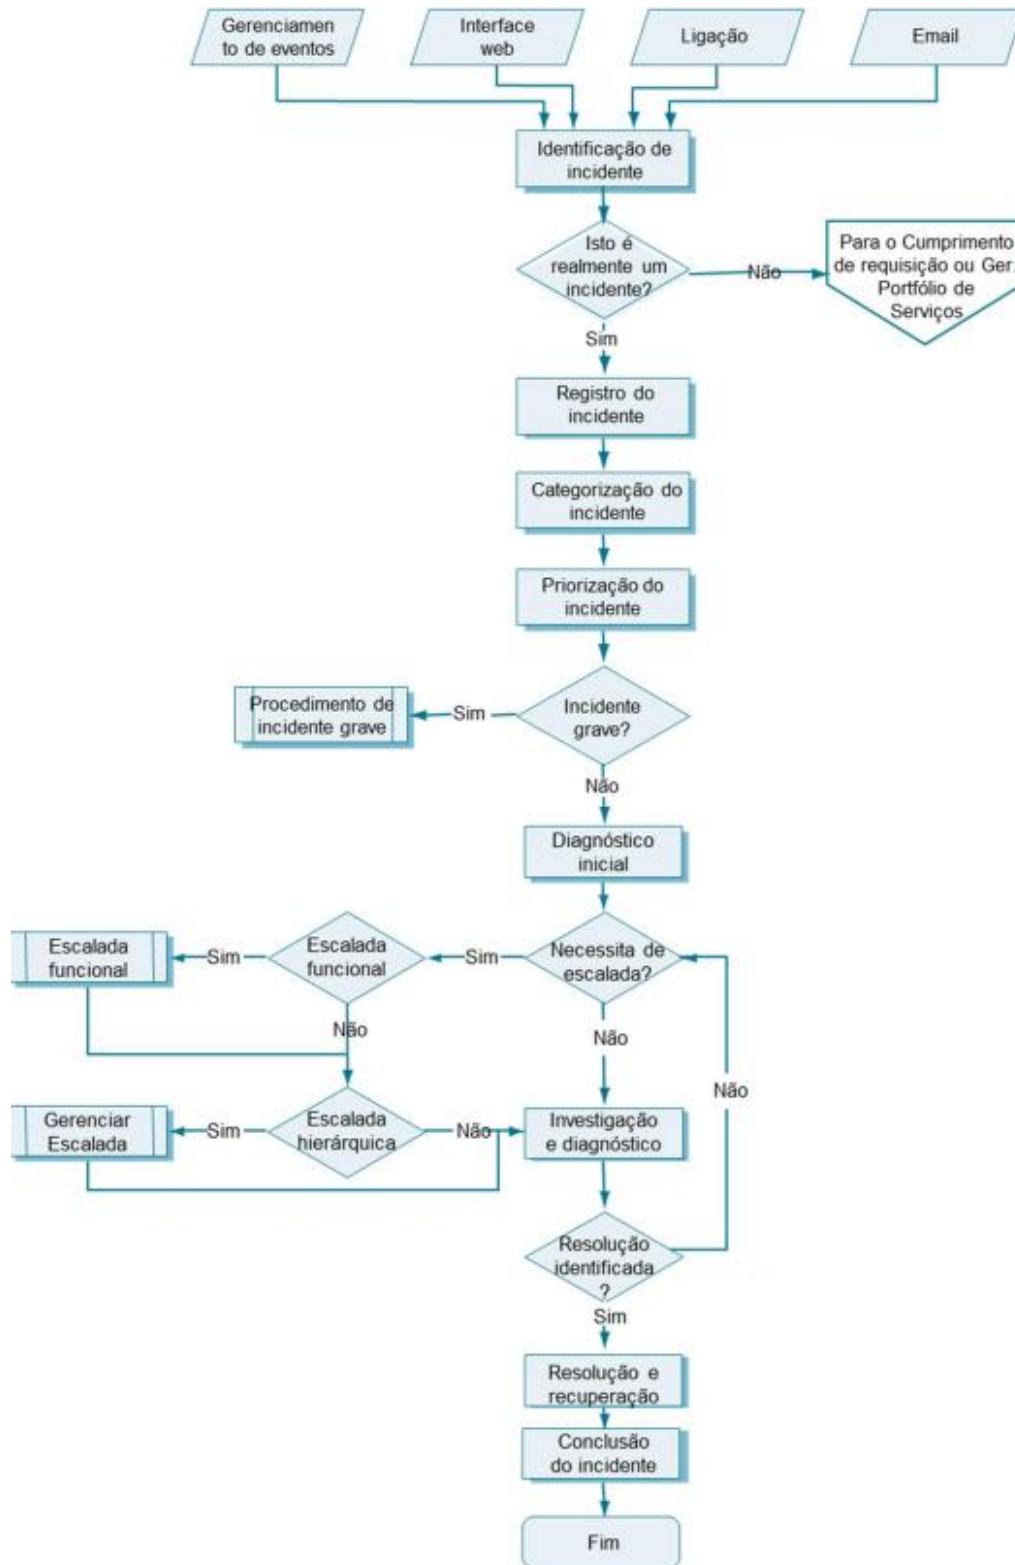 Gerenciamen
to de eventos
Interface
web
Ligação
Email
Identificação de
incidente
Isto é
realmente um
incidente?
Não
Para o Cumprimento
de requisição ou Ger.
Portfólio de
Serviços
Sim
Registro do
incidente
Categorização do
incidente
Priorização do
incidente
Incidente
grave?
Sim
Procedimento de
incidente grave
Não
Diagnóstico
inicial
Necessita de
escalada?
Sim
Escalada
funcional
Sim
Escalada
funcional
Não
Não
Não
Escalada
hierárquica
Sim
Gerenciar
Escalada
Não
Investigação
e diagnóstico
Resolução
identificada
?
Sim
Resolução e
recuperação
Conclusão
do incidente
Fim